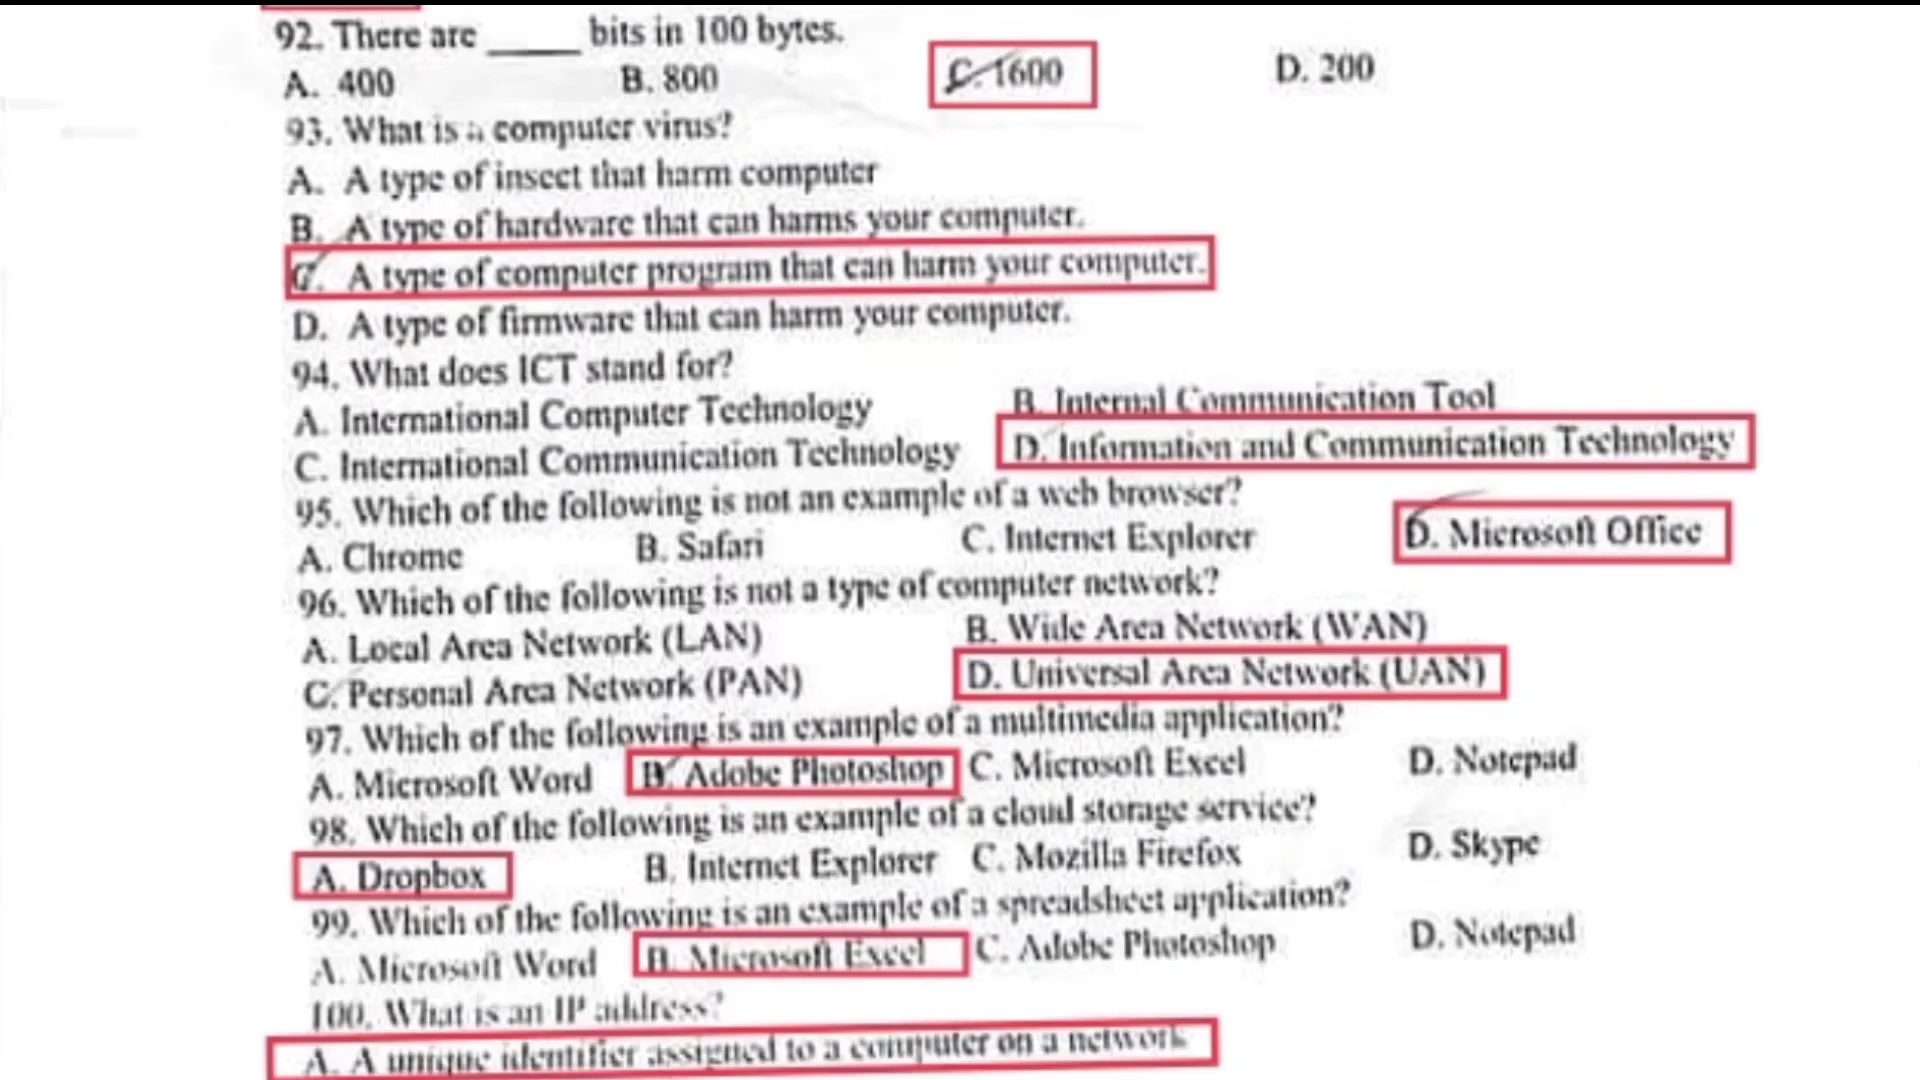 92. There are _____ bits in 100 bytes.
A. 400 B. 800 C. 1600 D. 200
93. What is a computer virus?
A. A type of insect that harm computer
B. A type of hardware that can harms your computer.
C. A type of computer program that can harm your computer.
D. A type of firmware that can harm your computer.
94. What does ICT stand for?
A. International Computer Technology B. Internal Communication Tool
C. International Communication Technology D. Information and Communication Technology
95. Which of the following is not an example of a web browser?
A. Chrome B. Safari C. Internet Explorer D. Microsoft Office
96. Which of the following is not a type of computer network?
A. Local Area Network (LAN) B. Wide Area Network (WAN)
C. Personal Area Network (PAN) D. Universal Area Network (UAN)
97. Which of the following is an example of a multimedia application?
A. Microsoft Word B. Adobe Photoshop C. Microsoft Excel D. Notepad
98. Which of the following is an example of a cloud storage service?
A. Dropbox B. Internet Explorer C. Mozilla Firefox D. Skype
99. Which of the following is an example of a spreadsheet application?
A. Microsoft Word B. Microsoft Excel C. Adobe Photoshop D. Notepad
100. What is an IP address?
A. A unique identifier assigned to a computer on a network